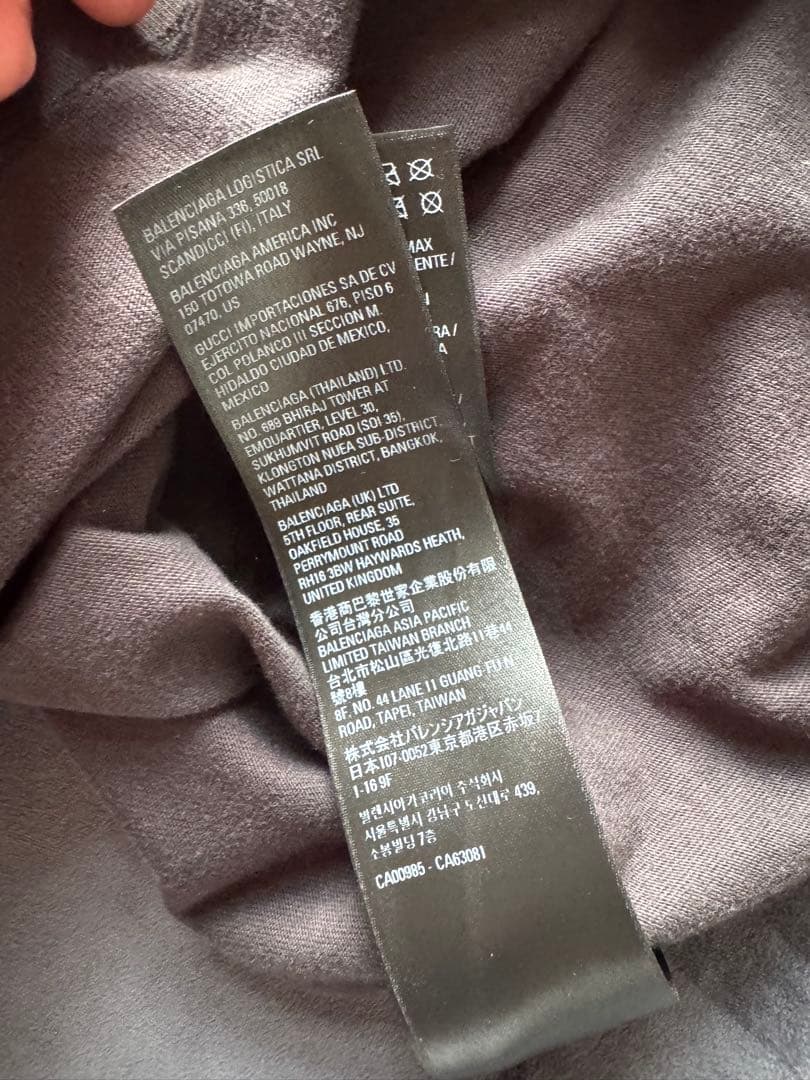 BALENCIAGA LOGISTICA SRL
VIA PISANA 336, 50018
SCANDICCI (FI), ITALY
BALENCIAGA AMERICA INC
150 TOTOWA ROAD WAYNE, NJ
07470, US
GUCCI IMPORTACIONES SA DE CV
EJERCITO NACIONAL 676, PISO 6
COL POLANCO III SECCION M.
HIDALDO CIUDAD DE MEXICO,
MEXICO
BALENCIAGA (THAILAND) LTD.
NO. 689 BHIRAJ TOWER AT
EMQUARTIER, LEVEL 30,
SUKHUMVIT ROAD (SOI 35),
KLONGTON NUEA SUB-DISTRICT,
WATTANA DISTRICT, BANGKOK,
THAILAND
BALENCIAGA (UK) LTD
5TH FLOOR, REAR SUITE,
OAKFIELD HOUSE, 35
PERRYMOUNT ROAD
RH16 3BW HAYWARDS HEATH,
UNITED KINGDOM
香港商巴黎世家企業股份有限
公司台灣分公司
BALENCIAGA ASIA PACIFIC
LIMITED TAIWAN BRANCH
台北市松山區光復北路11巷44
號8樓
8F. NO. 44 LANE 11 GUANG-FU N
ROAD, TAPEI, TAIWAN
株式会社バレンシアガジャパン
日本107-0052東京都港区赤坂7
1-16 9F
발렌시아가코리아 주식회사
서울특별시 강남구 도산대로 439,
소봉빌딩 7층
CA00985 - CA63081
MAX
ENTE /
RA /